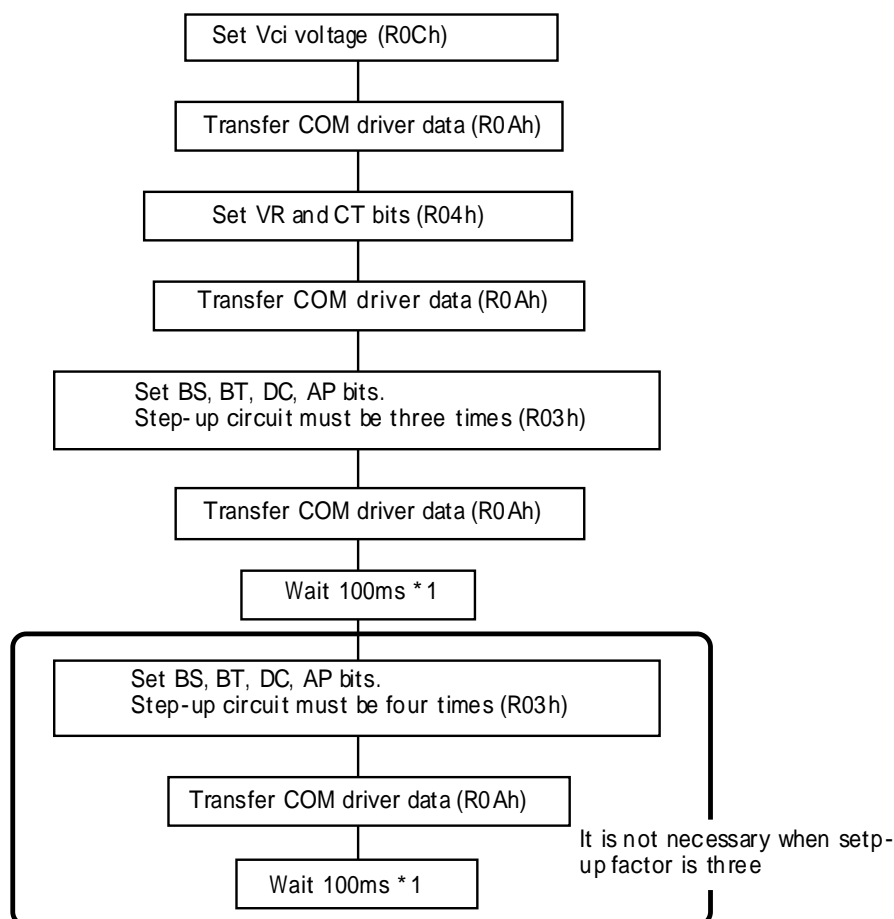 Set Vci voltage (R0Ch)
Transfer COM driver data (R0Ah)
Set VR and CT bits (R04h)
Transfer COM driver data (R0Ah)
Set BS, BT, DC, AP bits.
Step-up circuit must be three times (R03h)
Transfer COM driver data (R0Ah)
Wait 100ms *1
Set BS, BT, DC, AP bits.
Step-up circuit must be four times (R03h)
Transfer COM driver data (R0Ah)
It is not necessary when setp-
up factor is three
Wait 100ms *1